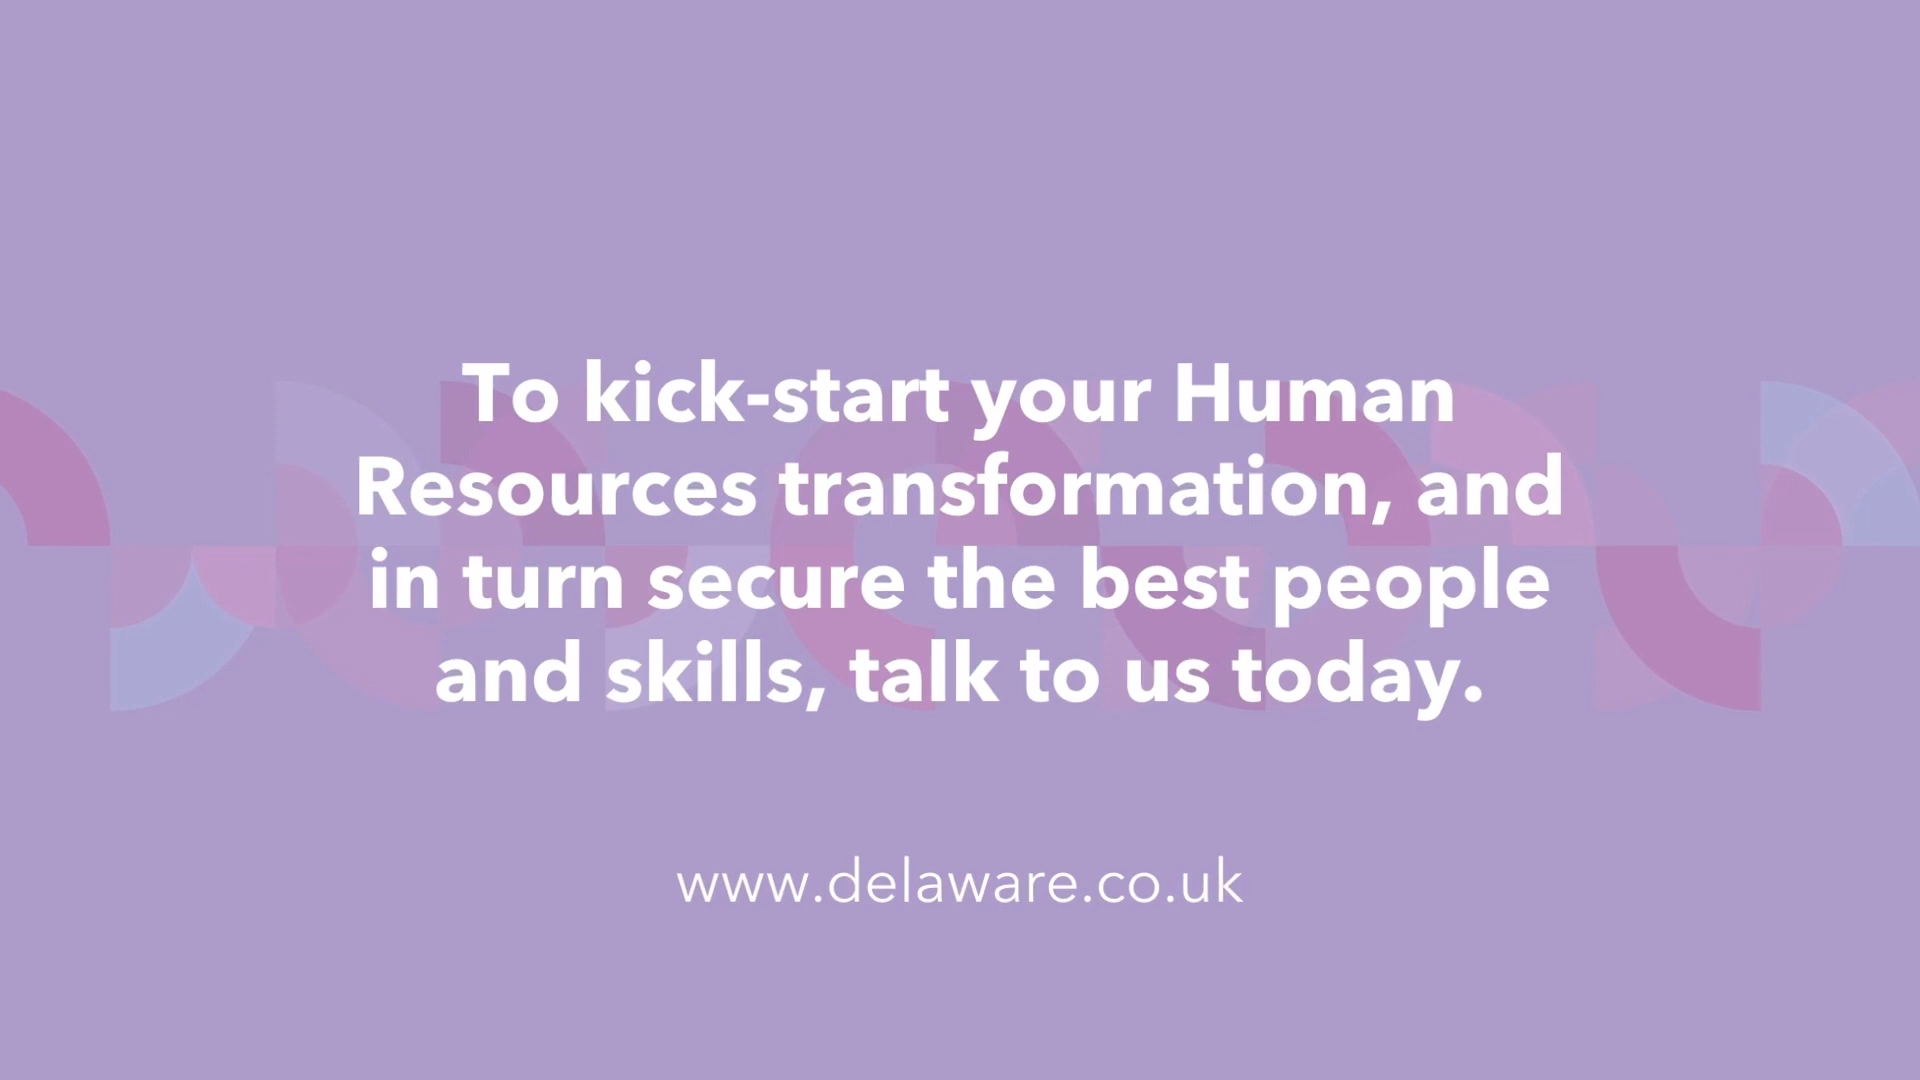 To kick-start your Human
Resources transformation, and
in turn secure the best people
and skills, talk to us today.
www.delaware.co.uk